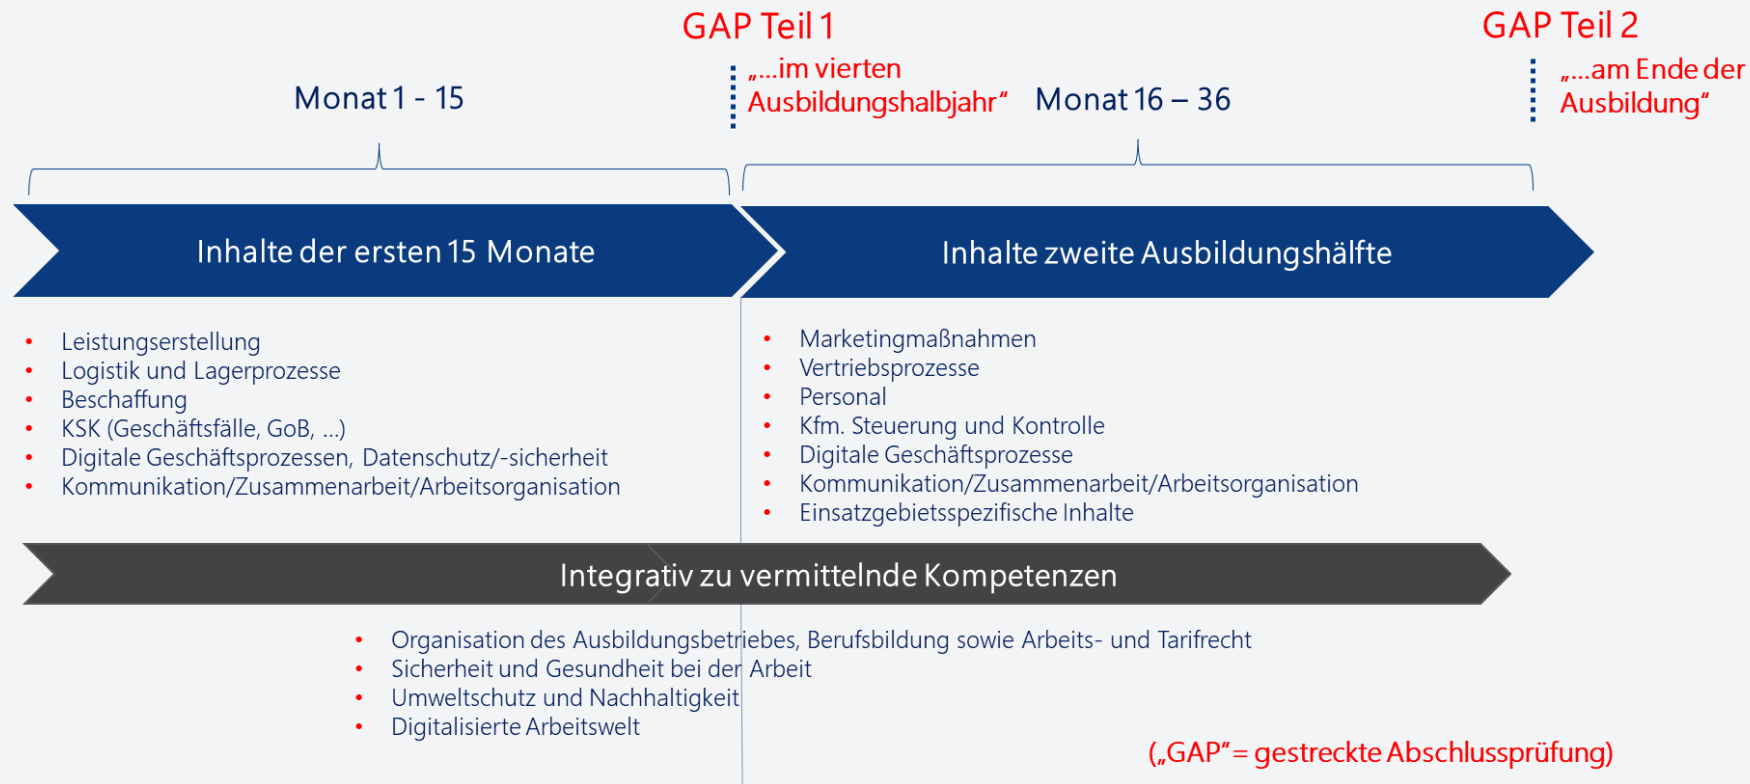 GAP Teil 1
GAP Teil 2
„...im vierten
Ausbildungshalbjahr“
„...am Ende der
Ausbildung“
Monat 1 - 15
Monat 16 – 36
Inhalte der ersten 15 Monate
Inhalte zweite Ausbildungshälfte
• Leistungserstellung
• Logistik und Lagerprozesse
• Beschaffung
• KSK (Geschäftsfälle, GoB, ...)
• Digitale Geschäftsprozessen, Datenschutz/-sicherheit
• Kommunikation/Zusammenarbeit/Arbeitsorganisation
• Marketingmaßnahmen
• Vertriebsprozesse
• Personal
• Kfm. Steuerung und Kontrolle
• Digitale Geschäftsprozesse
• Kommunikation/Zusammenarbeit/Arbeitsorganisation
• Einsatzgebietsspezifische Inhalte
Integrativ zu vermittelnde Kompetenzen
• Organisation des Ausbildungsbetriebes, Berufsbildung sowie Arbeits- und Tarifrecht
• Sicherheit und Gesundheit bei der Arbeit
• Umweltschutz und Nachhaltigkeit
• Digitalisierte Arbeitswelt
(„GAP“ = gestreckte Abschlussprüfung)